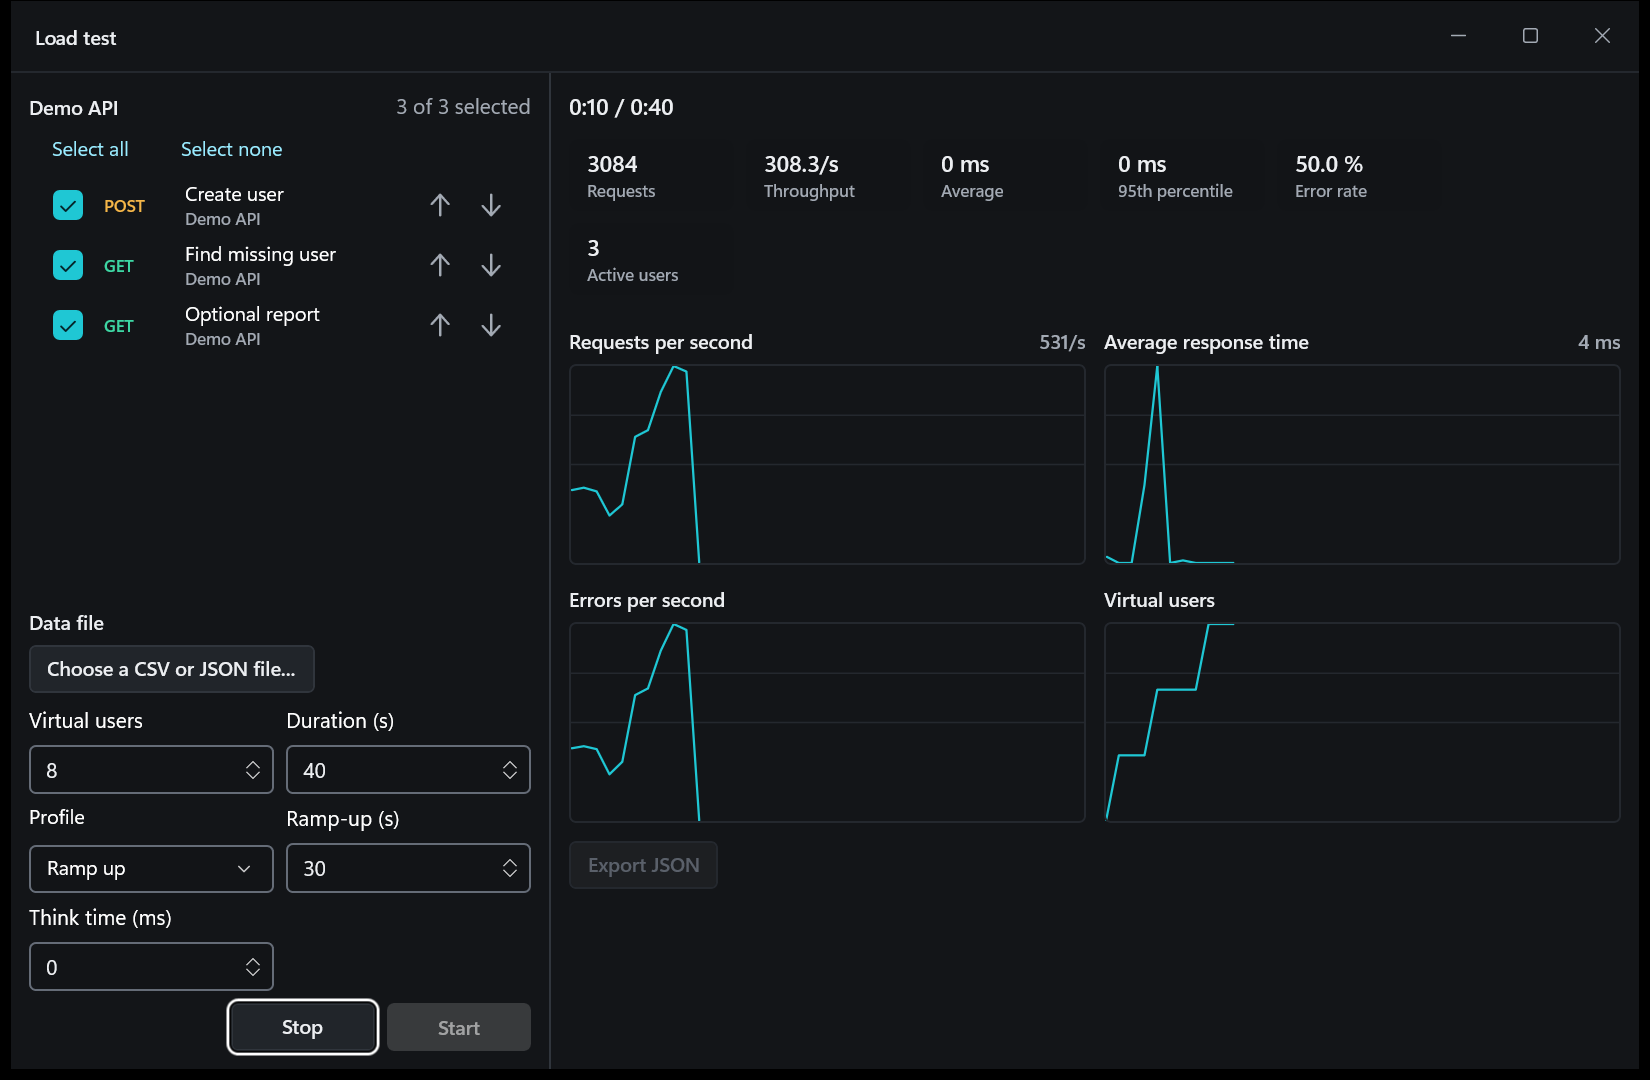 Load test
Demo API
3 of 3 selected
Select all
Select none
POST
Create user
Demo API
GET
Find missing user
Demo API
GET
Optional report
Demo API
Data file
Choose a CSV or JSON file...
Virtual users
Duration (s)
8
40
Profile
Ramp-up (s)
Ramp up
30
Think time (ms)
0
Stop
Start
0:10 / 0:40
3084
Requests
308.3/s
Throughput
0 ms
Average
0 ms
95th percentile
50.0 %
Error rate
3
Active users
Requests per second
531/s
Average response time
4 ms
Errors per second
Virtual users
Export JSON